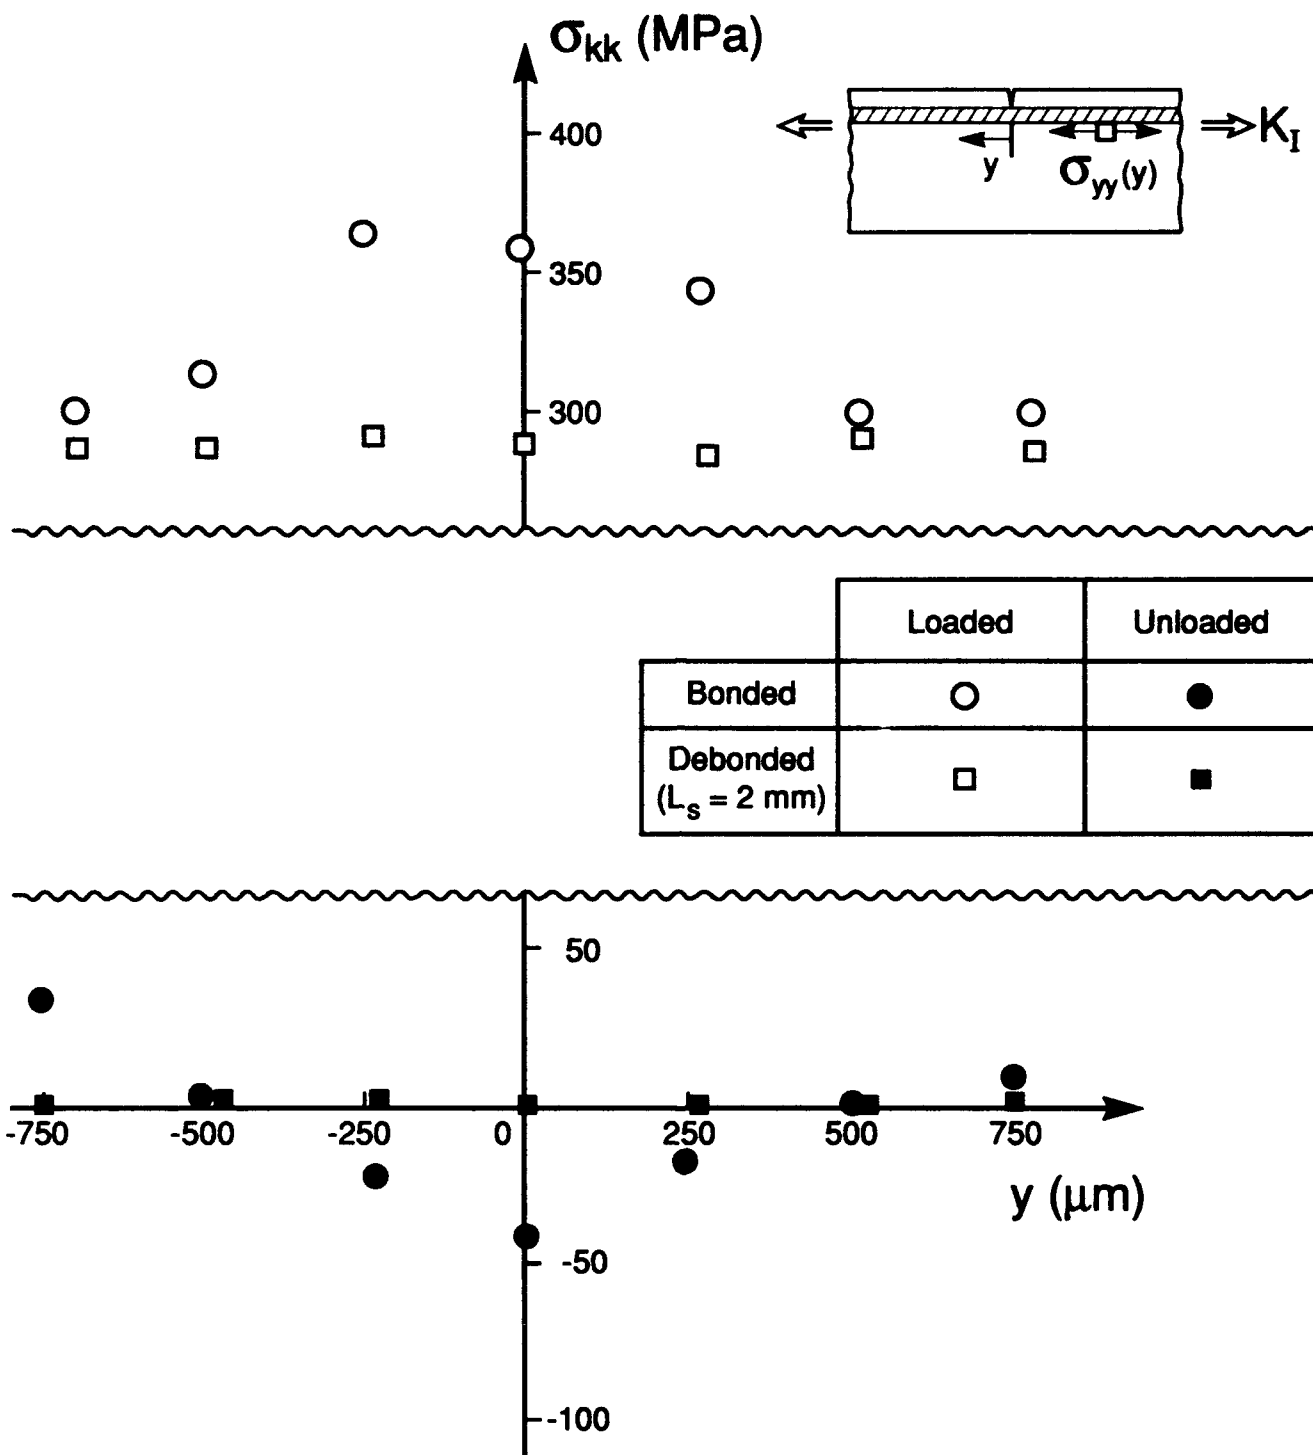 σkk (MPa)
400
350
300
KI
y
σyy(y)
Loaded Unloaded
Bonded
Debonded
(Ls = 2 mm)
50
-750 -500 -250 0 250 500 750
y (μm)
-50
-100